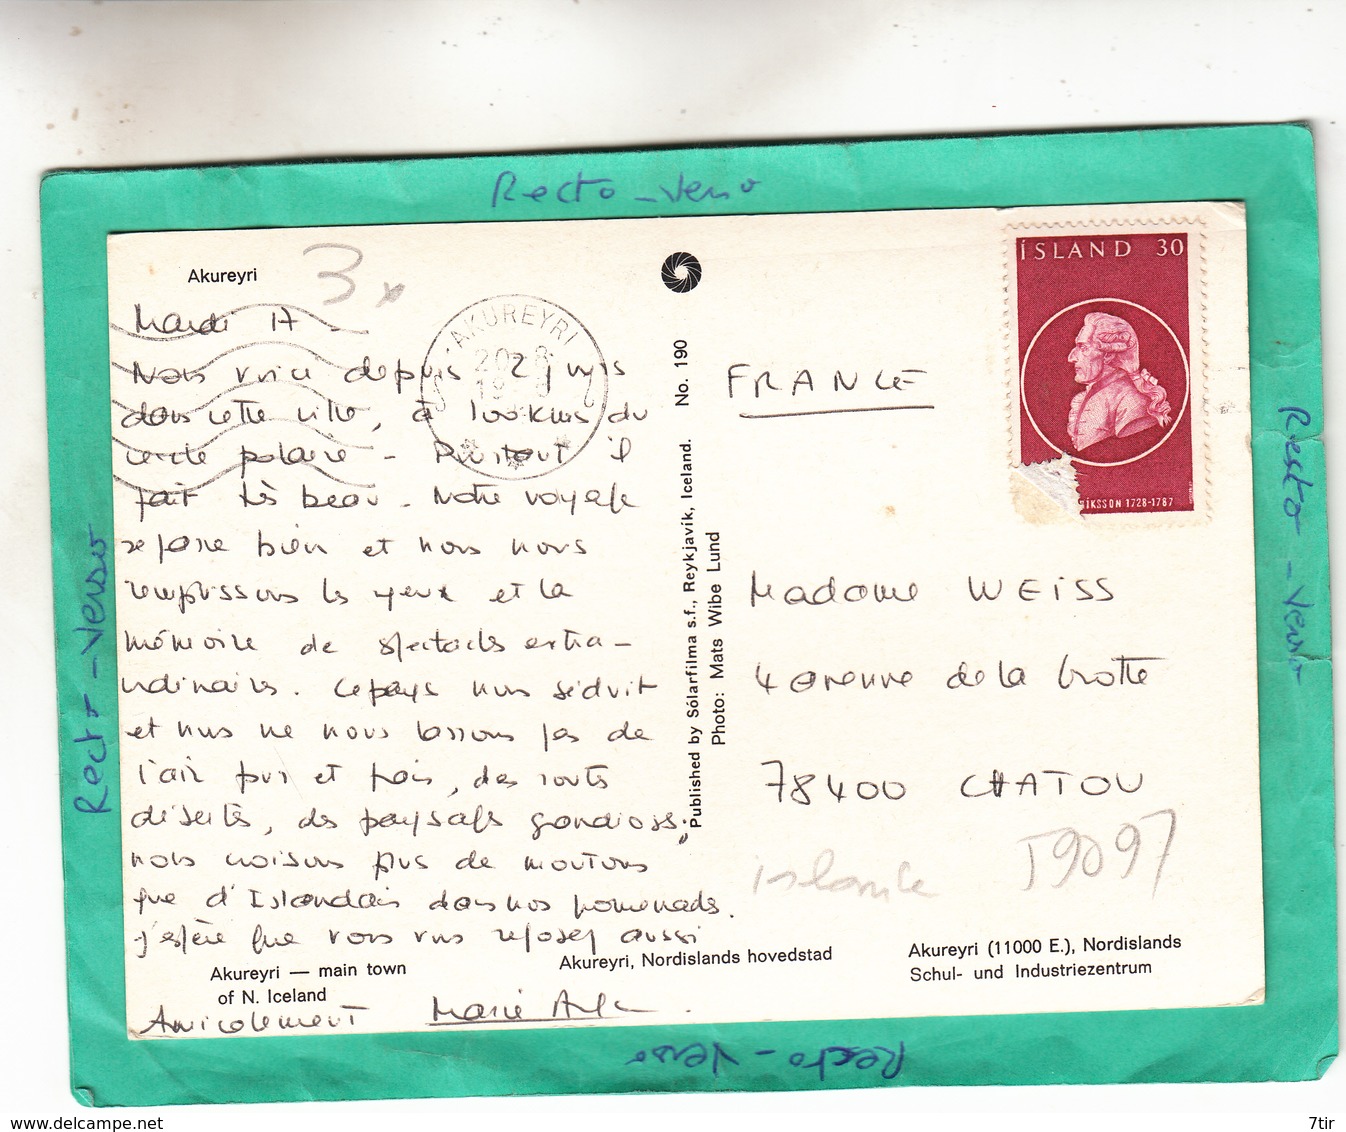 Recto-Verso
Akureyri
3x
ÍSLAND 30
Mardi 17
AKUREYRI
Nous voici depuis 2 jours
dans cette ville, à 100 kms du
cercle polaire - Partout il
fait très beau. Notre voyage
se passe bien et nous nous
remplissons les yeux et la
mémoire de spectacles extra-
ordinaires. Ce pays nous séduit
et nous ne nous lassons pas de
l'air pur et frais, des routes
désertes, des paysages grandioses;
nous croisons plus de moutons
que d'Islandais dans nos promenades.
J'espère que vous vous reposez aussi
Amicalement Marie
Akureyri — main town
of N. Iceland
Akureyri, Nordislands hovedstad
Akureyri (11000 E.), Nordislands
Schul- und Industriezentrum
Published by Sólarfilma s.f., Reykjavík, Iceland. No. 190
Photo: Mats Wibe Lund
FRANCE
IKSSON 1728-1787
Madame WEISS
4 avenue de la Grotte
78400 CHATOU
Islande
59097
Recto-Verso
Recto-Verso
Recto-Verso
www.delcampe.net
7tir